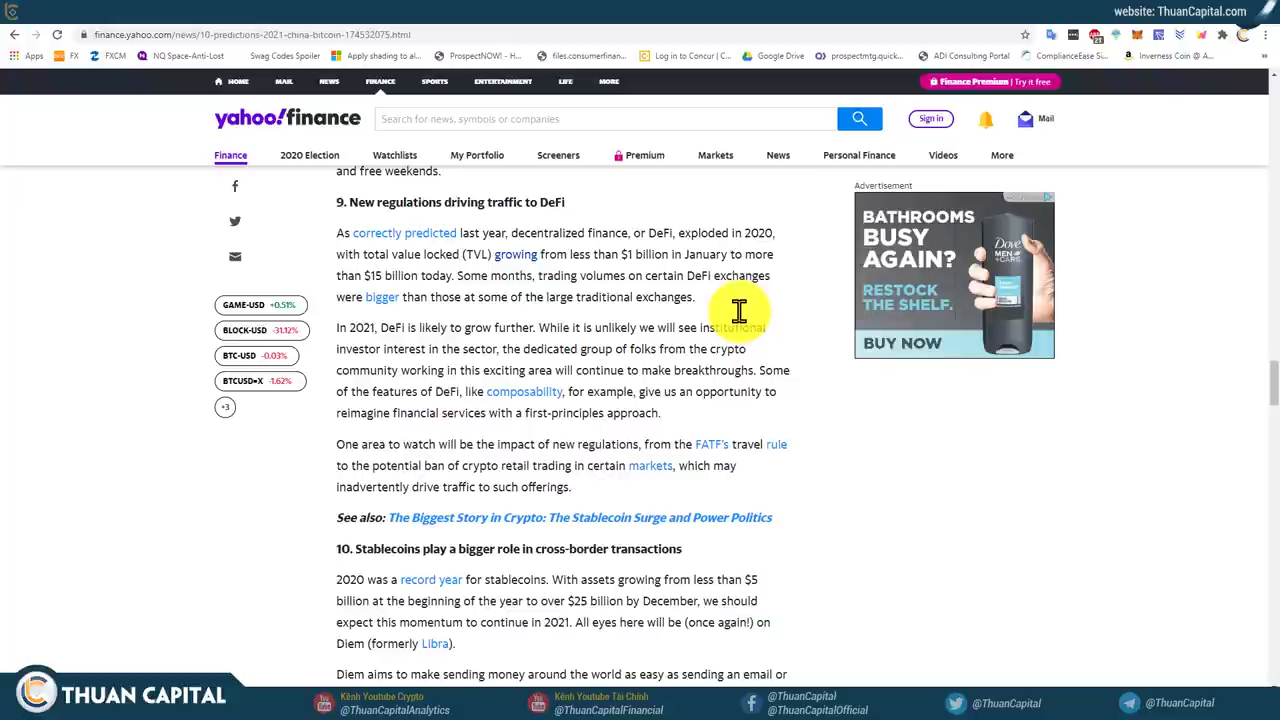 website: ThuanCapital.com
finance.yahoo.com/news/10-predictions-2021-china-bitcoin-174532075.html
21
Apps FX FXCM NQ Space-Anti-Lost Swag Codes Spoiler Apply shading to al... ProspectNOW! - en... files.consumerfinan... Log in to Concur | C... Google Drive prospectmtg.quick... ADI Consulting Portal ComplianceEase Si... Inverness Coin @ A...
HOME MAIL NEWS FINANCE SPORTS ENTERTAINMENT LIFE MORE Finance Premium | Try it free
yahoo!finance Search for news, symbols or companies Sign in Mail
Finance 2020 Election Watchlists My Portfolio Screeners Premium Markets News Personal Finance Videos More
and free weekends.
9. New regulations driving traffic to DeFi
As correctly predicted last year, decentralized finance, or DeFi, exploded in 2020,
with total value locked (TVL) growing from less than $1 billion in January to more
than $15 billion today. Some months, trading volumes on certain DeFi exchanges
were bigger than those at some of the large traditional exchanges.
In 2021, DeFi is likely to grow further. While it is unlikely we will see institutional
investor interest in the sector, the dedicated group of folks from the crypto
community working in this exciting area will continue to make breakthroughs. Some
of the features of DeFi, like composability, for example, give us an opportunity to
reimagine financial services with a first-principles approach.
One area to watch will be the impact of new regulations, from the FATF's travel rule
to the potential ban of crypto retail trading in certain markets, which may
inadvertently drive traffic to such offerings.
See also: The Biggest Story in Crypto: The Stablecoin Surge and Power Politics
10. Stablecoins play a bigger role in cross-border transactions
2020 was a record year for stablecoins. With assets growing from less than $5
billion at the beginning of the year to over $25 billion by December, we should
expect this momentum to continue in 2021. All eyes here will be (once again!) on
Diem (formerly Libra).
Diem aims to make sending money around the world as easy as sending an email or
GAME-USD +0.51%
BLOCK-USD -31.12%
BTC-USD -0.03%
BTCUSD=X -1.62%
+3
Advertisement
BATHROOMS
BUSY
AGAIN?
RESTOCK
THE SHELF.
BUY NOW
Dove
MEN+CARE
THUAN CAPITAL
Kênh Youtube Crypto
@ThuanCapitalAnalytics
Kênh Youtube Tài Chính
@ThuanCapitalFinancial
@ThuanCapital
@ThuanCapitalOfficial
@ThuanCapital
@ThuanCapital